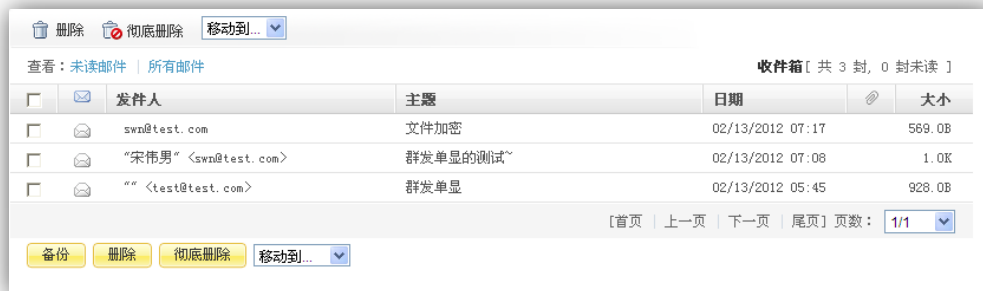 删除 彻底删除 移动到...
查看：未读邮件 | 所有邮件 收件箱[ 共 3 封, 0 封未读 ]
发件人 主题 日期 大小
swn@test.com 文件加密 02/13/2012 07:17 569.0B
"宋伟男" <swn@test.com> 群发单显的测试~ 02/13/2012 07:08 1.0K
"" <test@test.com> 群发单显 02/13/2012 05:45 928.0B
[首页 | 上一页 | 下一页 | 尾页] 页数： 1/1
备份 删除 彻底删除 移动到...